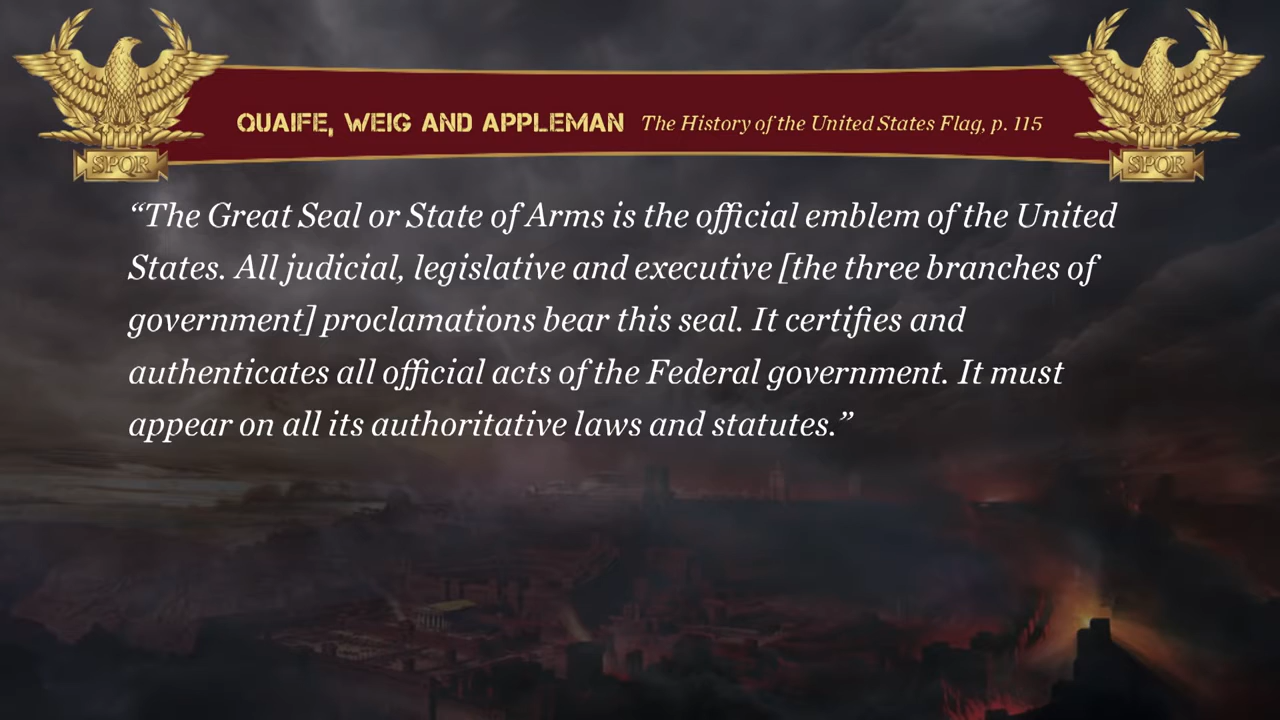 QUAIFE, WEIG AND APPLEMAN The History of the United States Flag, p. 115
SPQR SPQR
“The Great Seal or State of Arms is the official emblem of the United
States. All judicial, legislative and executive [the three branches of
government] proclamations bear this seal. It certifies and
authenticates all official acts of the Federal government. It must
appear on all its authoritative laws and statutes.”